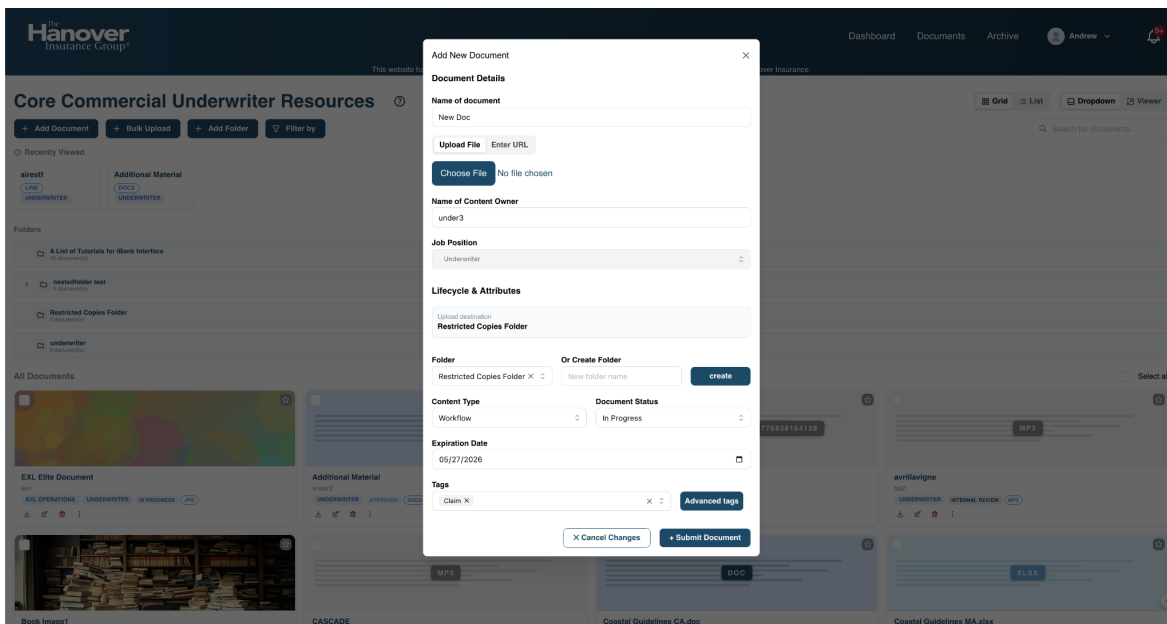 The
Hanover
Insurance Group®
Dashboard Documents Archive Andrew 9+
This website ha
over Insurance.
Core Commercial Underwriter Resources
Grid List Dropdown Viewer
+ Add Document + Bulk Upload + Add Folder Filter by
Search for documents...
Recently Viewed
airestf
LINK
UNDERWRITER
Additional Material
DOCX
UNDERWRITER
Folders
A List of Tutorials for iBank Interface
nestedfolder test
Restricted Copies Folder
underwriter
All Documents
Select al
EXL Elite Document
EXL OPERATIONS UNDERWRITER IN PROGRESS JPG
Additional Material
under3
UNDERWRITER APPROVED DOCX
MP3
avrillavigne
UNDERWRITER INTERNAL REVIEW MP3
Book Image1
MP3
CASCADE
DOC
Coastal Guidelines CA.doc
XLSX
Coastal Guidelines MA.xlsx
Add New Document
Document Details
Name of document
New Doc
Upload File Enter URL
Choose File No file chosen
Name of Content Owner
under3
Job Position
Underwriter
Lifecycle & Attributes
Upload destination
Restricted Copies Folder
Folder Or Create Folder
Restricted Copies Folder × New folder name create
Content Type Document Status
Workflow In Progress
Expiration Date
05/27/2026
Tags
Claim × Advanced tags
× Cancel Changes + Submit Document